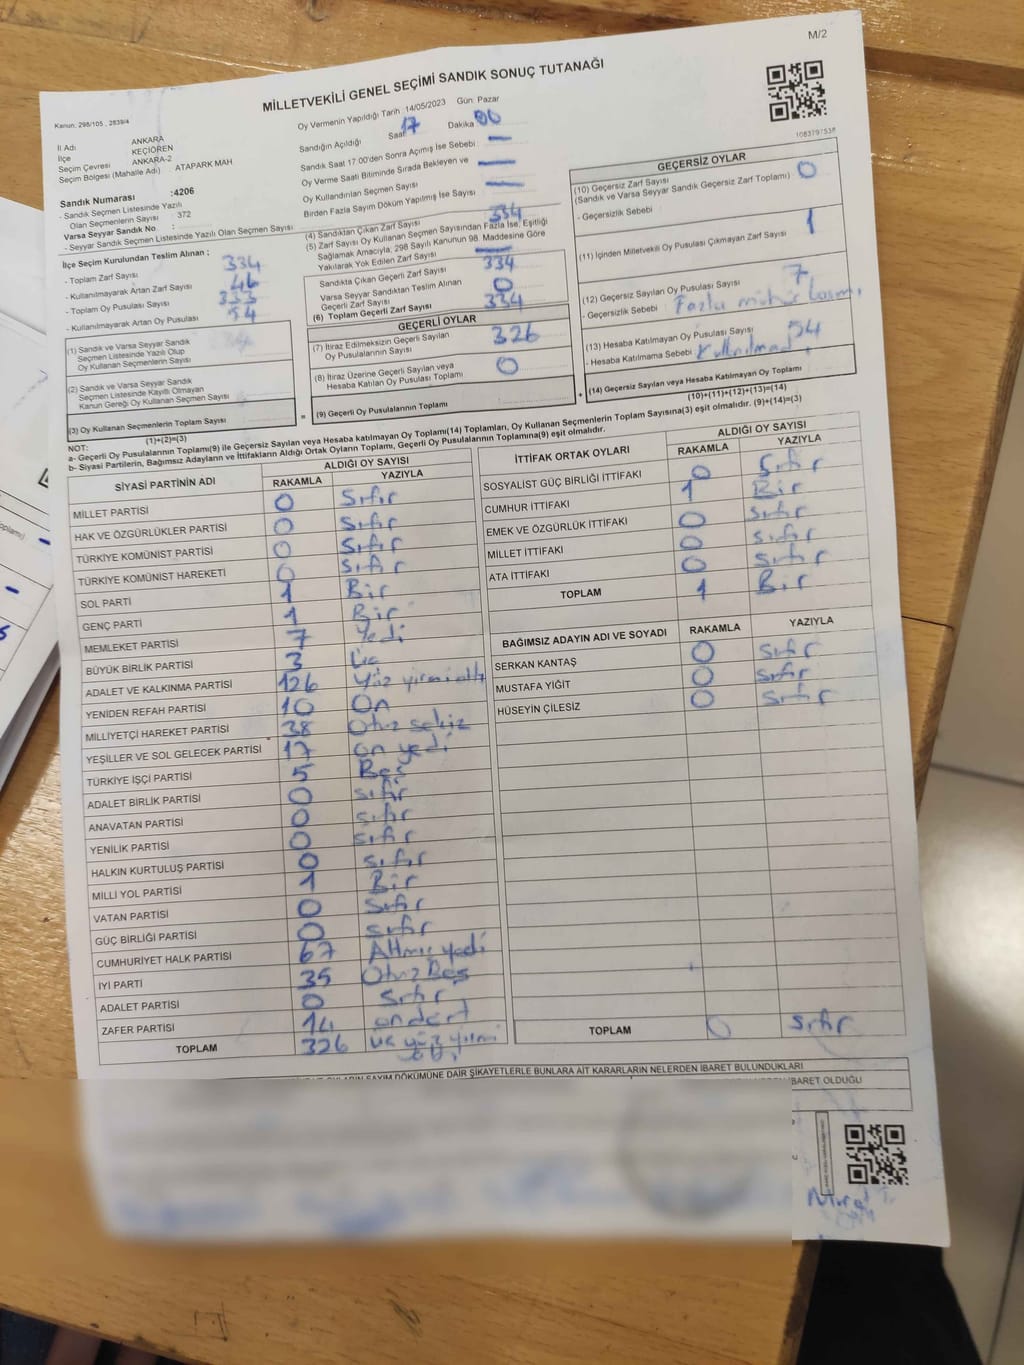 M/2
MİLLETVEKİLİ GENEL SEÇİMİ SANDIK SONUÇ TUTANAĞI
Kanun: 298/105 , 2839/4
Oy Vermenin Yapıldığı Tarih : 14/05/2023 Gün: Pazar
İl Adı ANKARA
İlçe KEÇİÖREN
Seçim Çevresi ANKARA-2
Seçim Bölgesi (Mahalle Adı) : ATAPARK MAH
Sandık Numarası :4206
- Sandık Seçmen Listesinde Yazılı
Olan Seçmenlerin Sayısı : 372
Varsa Seyyar Sandık No :
- Seyyar Sandık Seçmen Listesinde Yazılı Olan Seçmen Sayısı
Sandığın Açıldığı Saat 17 Dakika 00
Sandık Saat 17:00'den Sonra Açımış İse Sebebi : —
Oy Verme Saati Bitiminde Sırada Bekleyen ve —
Oy Kullandırılan Seçmen Sayısı
Birden Fazla Sayım Döküm Yapılmış İse Sayısı —
İlçe Seçim Kurulundan Teslim Alınan ;
- Toplam Zarf Sayısı 334
- Kullanılmayarak Artan Zarf Sayısı 46
- Toplam Oy Pusulası Sayısı 333
- Kullanılmayarak Artan Oy Pusulası 54
(1) Sandık ve Varsa Seyyar Sandık
Seçmen Listesinde Yazılı Olup
Oy Kullanan Seçmenlerin Sayısı
(2) Sandık ve Varsa Seyyar Sandık
Seçmen Listesinde Kayıtlı Olmayan
Kanun Gereği Oy Kullanan Seçmen Sayısı
(3) Oy Kullanan Seçmenlerin Toplam Sayısı
(1)+(2)=(3)
(4) Sandıktan Çıkan Zarf Sayısı 334
(5) Zarf Sayısı Oy Kullanan Seçmen Sayısından Fazla İse, Eşitliği
Sağlamak Amacıyla, 298 Sayılı Kanunun 98. Maddesine Göre
Yakılarak Yok Edilen Zarf Sayısı —
Sandıkta Çıkan Geçerli Zarf Sayısı 334
Varsa Seyyar Sandıktan Teslim Alınan
Geçerli Zarf Sayısı 0
(6) Toplam Geçerli Zarf Sayısı 334
GEÇERLİ OYLAR
(7) İtiraz Edilmeksizin Geçerli Sayılan
Oy Pusulalarının Sayısı 326
(8) İtiraz Üzerine Geçerli Sayılan veya
Hesaba Katılan Oy Pusulası Toplamı 0
= (9) Geçerli Oy Pusulalarının Toplamı
1083797538
GEÇERSİZ OYLAR
(10) Geçersiz Zarf Sayısı 0
(Sandık ve Varsa Seyyar Sandık Geçersiz Zarf Toplamı)
- Geçersizlik Sebebi :
(11) İçinden Milletvekili Oy Pusulası Çıkmayan Zarf Sayısı 1
(12) Geçersiz Sayılan Oy Pusulası Sayısı 7
- Geçersizlik Sebebi : Fazla mühür basımı
(13) Hesaba Katılmayan Oy Pusulası Sayısı 54
- Hesaba Katılmama Sebebi :
+ (14) Geçersiz Sayılan veya Hesaba Katılmayan Oy Toplamı
(10)+(11)+(12)+(13)=(14)
NOT:
a- Geçerli Oy Pusulalarının Toplamı(9) ile Geçersiz Sayılan veya Hesaba katılmayan Oy Toplamı(14) Toplamları, Oy Kullanan Seçmenlerin Toplam Sayısına(3) eşit olmalıdır. (9)+(14)=(3)
b- Siyasi Partilerin, Bağımsız Adayların ve İttifakların Aldığı Ortak Oyların Toplamı, Geçerli Oy Pusulalarının Toplamına(9) eşit olmalıdır.
SİYASİ PARTİNİN ADI ALDIĞI OY SAYISI
RAKAMLA YAZIYLA
MİLLET PARTİSİ 0 Sıfır
HAK VE ÖZGÜRLÜKLER PARTİSİ 0 Sıfır
TÜRKİYE KOMÜNİST PARTİSİ 0 Sıfır
TÜRKİYE KOMÜNİST HAREKETİ 0 Sıfır
SOL PARTİ 1 Bir
GENÇ PARTİ 1 Bir
MEMLEKET PARTİSİ 7 Yedi
BÜYÜK BİRLİK PARTİSİ 3 Üç
ADALET VE KALKINMA PARTİSİ 126 Yüz yirmi altı
YENİDEN REFAH PARTİSİ 10 On
MİLLİYETÇİ HAREKET PARTİSİ 38 Otuz sekiz
YEŞİLLER VE SOL GELECEK PARTİSİ 17 on yedi
TÜRKİYE İŞÇİ PARTİSİ 5 Beş
ADALET BİRLİK PARTİSİ 0 sıfır
ANAVATAN PARTİSİ 0 sıfır
YENİLİK PARTİSİ 0 sıfır
HALKIN KURTULUŞ PARTİSİ 0 sıfır
MİLLİ YOL PARTİSİ 1 Bir
VATAN PARTİSİ 0 Sıfır
GÜÇ BİRLİĞİ PARTİSİ 0 sıfır
CUMHURİYET HALK PARTİSİ 67 Altmış yedi
İYİ PARTİ 35 Otuz Beş
ADALET PARTİSİ 0 sıfır
ZAFER PARTİSİ 14 ondört
TOPLAM 326 üç yüz yirmi altı
İTTİFAK ORTAK OYLARI ALDIĞI OY SAYISI
RAKAMLA YAZIYLA
SOSYALİST GÜÇ BİRLİĞİ İTTİFAKI 0 Sıfır
CUMHUR İTTİFAKI 1 Bir
EMEK VE ÖZGÜRLÜK İTTİFAKI 0 Sıfır
MİLLET İTTİFAKI 0 sıfır
ATA İTTİFAKI 0 sıfır
TOPLAM 1 Bir
BAĞIMSIZ ADAYIN ADI VE SOYADI RAKAMLA YAZIYLA
SERKAN KANTAŞ 0 sıfır
MUSTAFA YİĞİT 0 sıfır
HÜSEYİN ÇİLESİZ 0 sıfır
TOPLAM 0 sıfır
SAYIM DÖKÜMÜNE DAİR ŞİKAYETLERLE BUNLARA AİT KARARLARIN NELERDEN İBARET BULUNDUKLARI
İBARET OLDUĞU